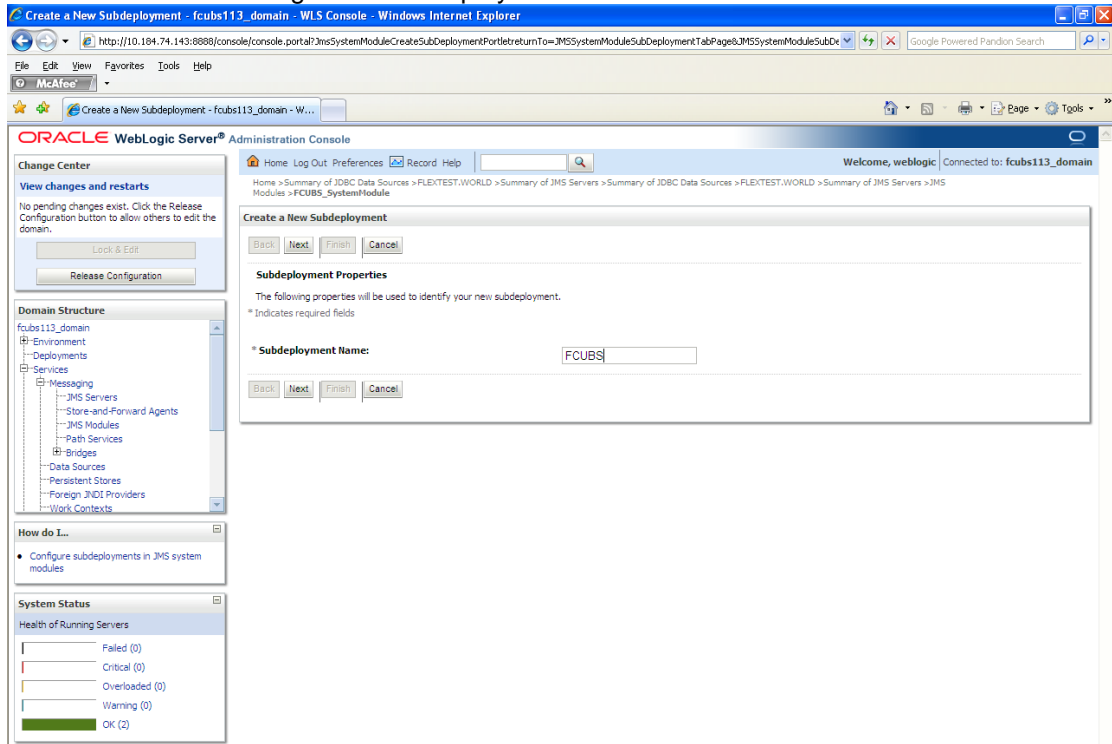 Create a New Subdeployment - fcubs113_domain - WLS Console - Windows Internet Explorer
http://10.184.74.143:8888/console/console.portal?JmsSystemModuleCreateSubDeploymentPortletreturnTo=JMSSystemModuleSubDeploymentTabPage&JMSSystemModuleSubDe
Google Powered Pandion Search
File Edit View Favorites Tools Help
McAfee
Create a New Subdeployment - fcubs113_domain - W...
Page Tools
ORACLE WebLogic Server® Administration Console
Change Center
View changes and restarts
No pending changes exist. Click the Release
Configuration button to allow others to edit the
domain.
Lock & Edit
Release Configuration
Domain Structure
fcubs113_domain
Environment
Deployments
Services
Messaging
JMS Servers
Store-and-Forward Agents
JMS Modules
Path Services
Bridges
Data Sources
Persistent Stores
Foreign JNDI Providers
Work Contexts
How do I...
Configure subdeployments in JMS system
modules
System Status
Health of Running Servers
Failed (0)
Critical (0)
Overloaded (0)
Warning (0)
OK (2)
Home Log Out Preferences Record Help
Welcome, weblogic Connected to: fcubs113_domain
Home >Summary of JDBC Data Sources >FLEXTEST.WORLD >Summary of JMS Servers >Summary of JDBC Data Sources >FLEXTEST.WORLD >Summary of JMS Servers >JMS
Modules >FCUBS_SystemModule
Create a New Subdeployment
Back Next Finish Cancel
Subdeployment Properties
The following properties will be used to identify your new subdeployment.
* Indicates required fields
* Subdeployment Name: FCUBS
Back Next Finish Cancel